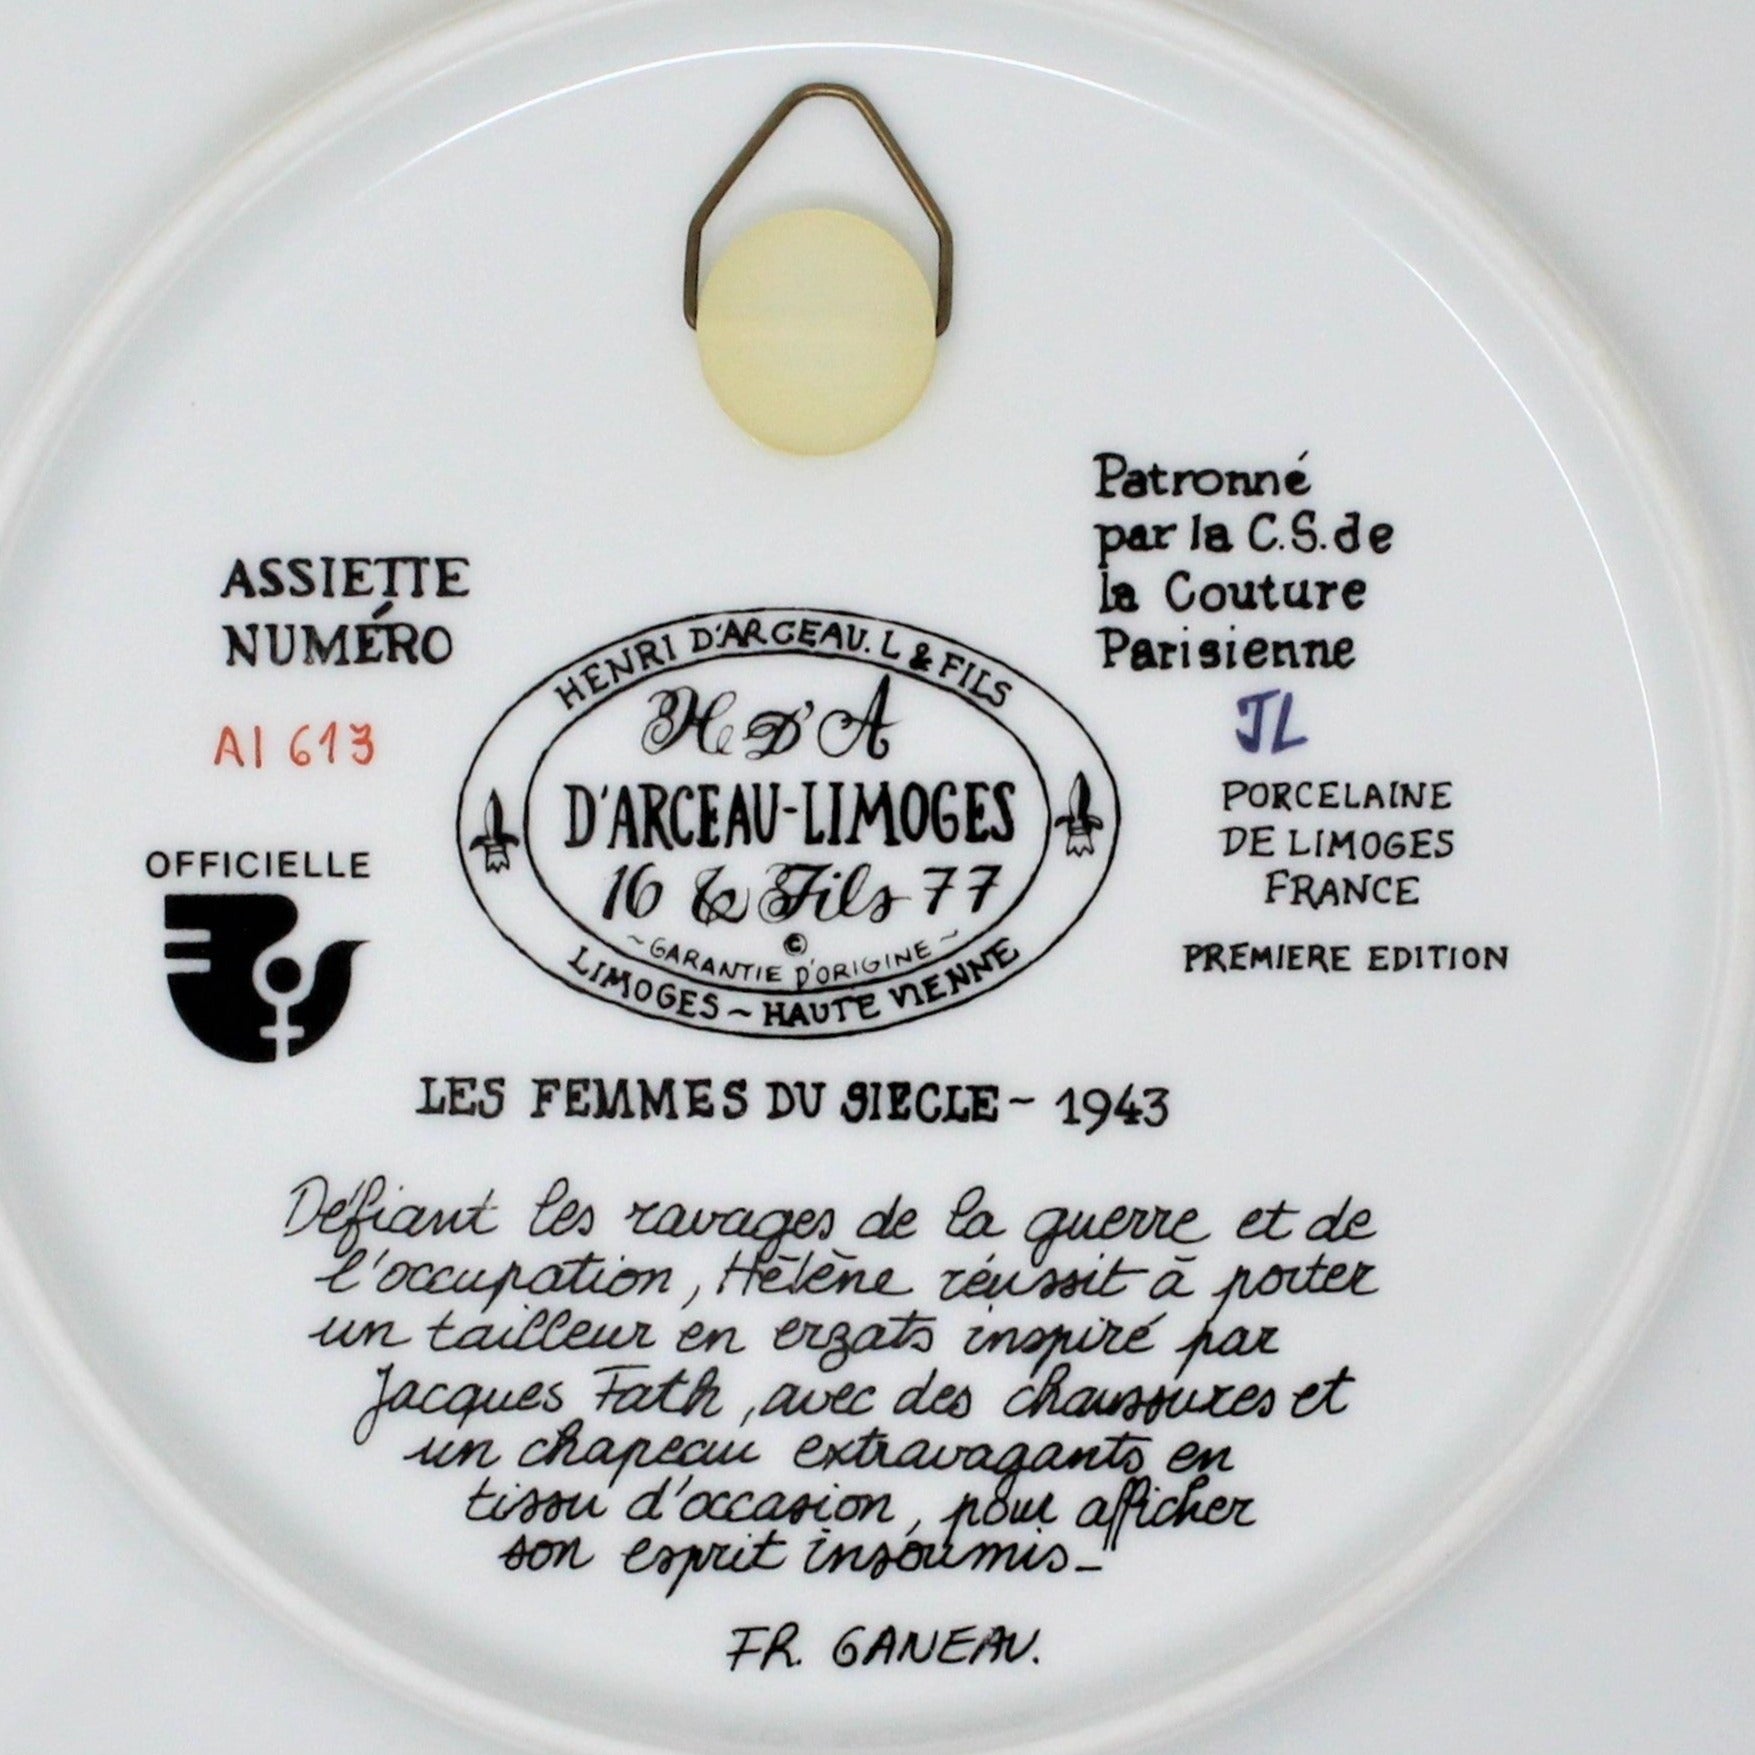 Patronné
par la C.S. de
la Couture
Parisienne
ASSIETTE
NUMÉRO
AI 613
JL
HENRI D'ARCEAU. L & FILS
H D'A
D'ARCEAU-LIMOGES
16 & Fils 77
©
~ GARANTIE D'ORIGINE ~
LIMOGES ~ HAUTE VIENNE
PORCELAINE
DE LIMOGES
FRANCE
PREMIERE EDITION
OFFICIELLE
LES FEMMES DU SIECLE ~ 1943
Défiant les ravages de la guerre et de
l'occupation, Hélène réussit à porter
un tailleur en erzats inspiré par
Jacques Fath, avec des chaussures et
un chapeau extravagants en
tissu d'occasion, pour afficher
son esprit insoumis_
FR. GANEAU.